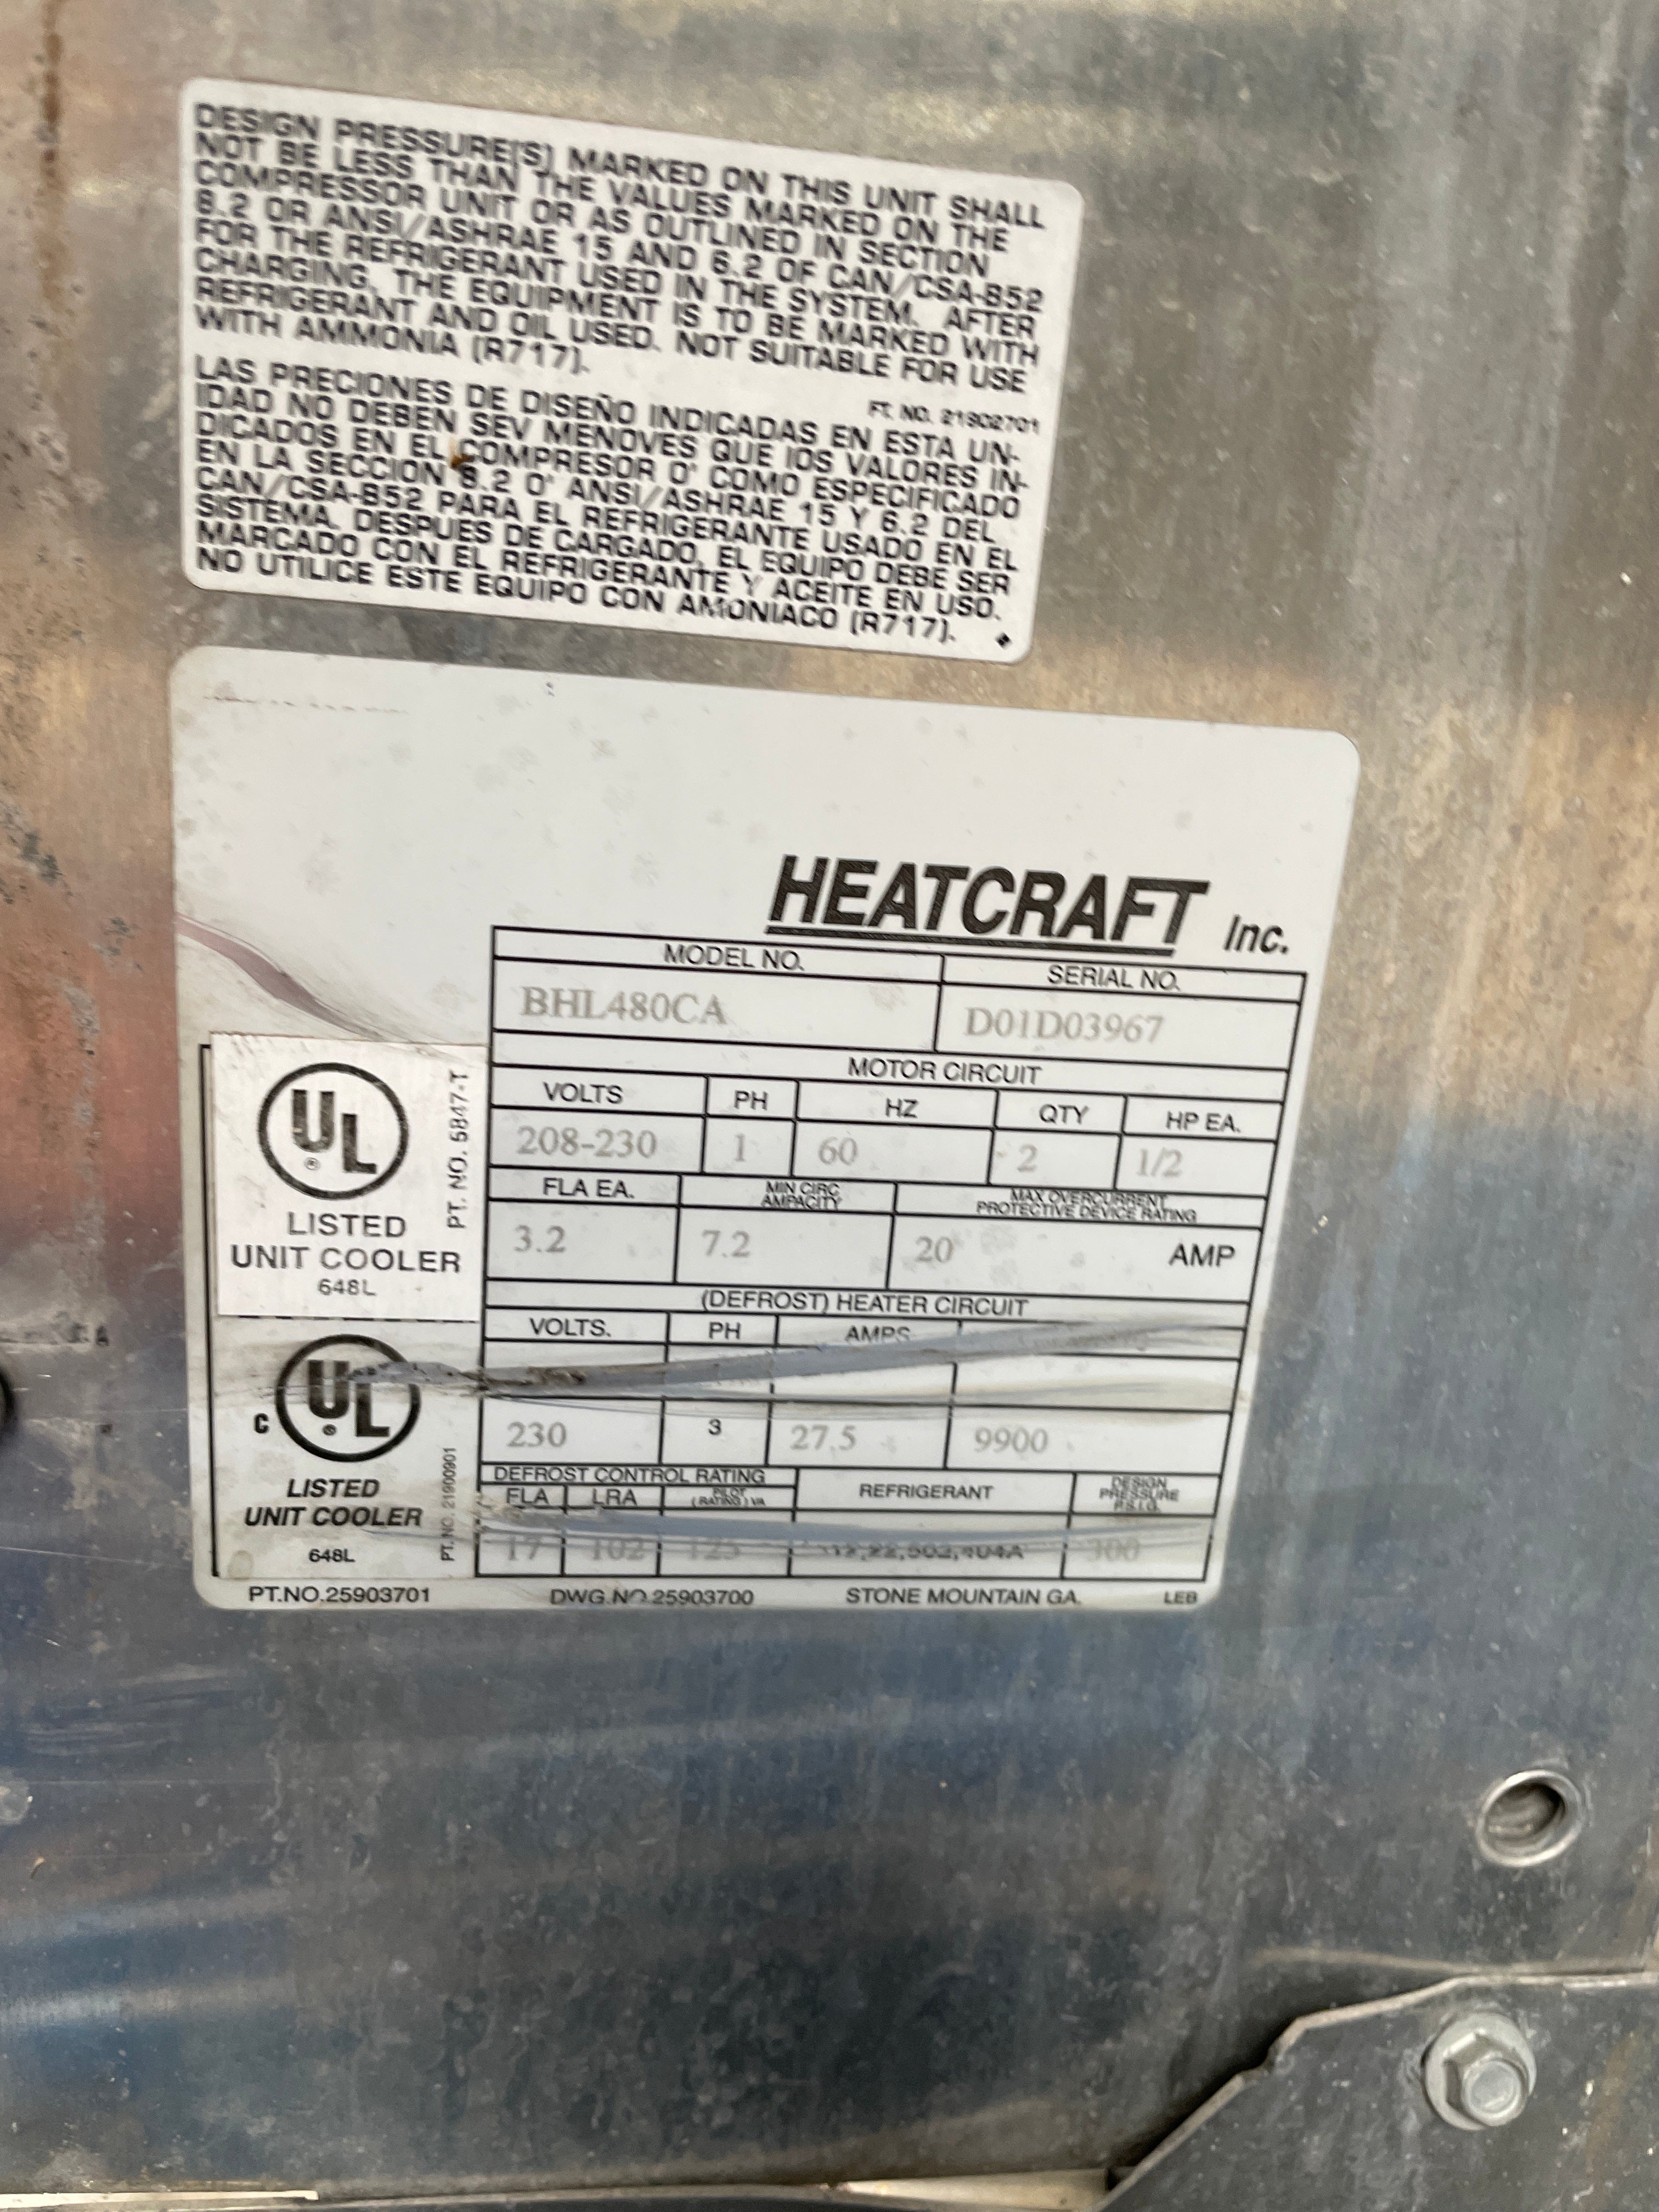 DESIGN PRESSURE(S) MARKED ON THIS UNIT SHALL
NOT BE LESS THAN THE VALUES MARKED ON THE
COMPRESSOR UNIT OR AS OUTLINED IN SECTION
8.2 OR ANSI/ASHRAE 15 AND 6.2 OF CAN/CSA-B52
FOR THE REFRIGERANT USED IN THE SYSTEM. AFTER
CHARGING, THE EQUIPMENT IS TO BE MARKED WITH
REFRIGERANT AND OIL USED. NOT SUITABLE FOR USE
WITH AMMONIA (R717).
FT. NO. 21902701
LAS PRECIONES DE DISEÑO INDICADAS EN ESTA UN-
IDAD NO DEBEN SEV MENOVES QUE IOS VALORES IN-
DICADOS EN EL COMPRESOR O' COMO ESPECIFICADO
EN LA SECCION 8.2 O' ANSI/ASHRAE 15 Y 6.2 DEL
CAN/CSA-B52 PARA EL REFRIGERANTE USADO EN EL
SISTEMA. DESPUES DE CARGADO, EL EQUIPO DEBE SER
MARCADO CON EL REFRIGERANTE Y ACEITE EN USO.
NO UTILICE ESTE EQUIPO CON AMONIACO (R717).
HEATCRAFT Inc.
MODEL NO. SERIAL NO.
BHL480CA D01D03967
MOTOR CIRCUIT
VOLTS PH HZ QTY HP EA.
208-230 1 60 2 1/2
FLA EA. MIN CIRC AMPACITY MAX OVERCURRENT PROTECTIVE DEVICE RATING
3.2 7.2 20 AMP
(DEFROST) HEATER CIRCUIT
VOLTS. PH AMPS
230 3 27.5 9900
DEFROST CONTROL RATING REFRIGERANT DESIGN PRESSURE P.S.I.G.
FLA LRA PILOT (RATING) VA
17 102 125 12,22,502,404A 300
UL ®
LISTED
UNIT COOLER
648L
PT. NO. 5847-T
C UL ®
LISTED
UNIT COOLER
648L
PT. NO. 21900901
PT.NO.25903701 DWG.NO.25903700 STONE MOUNTAIN GA. LEB